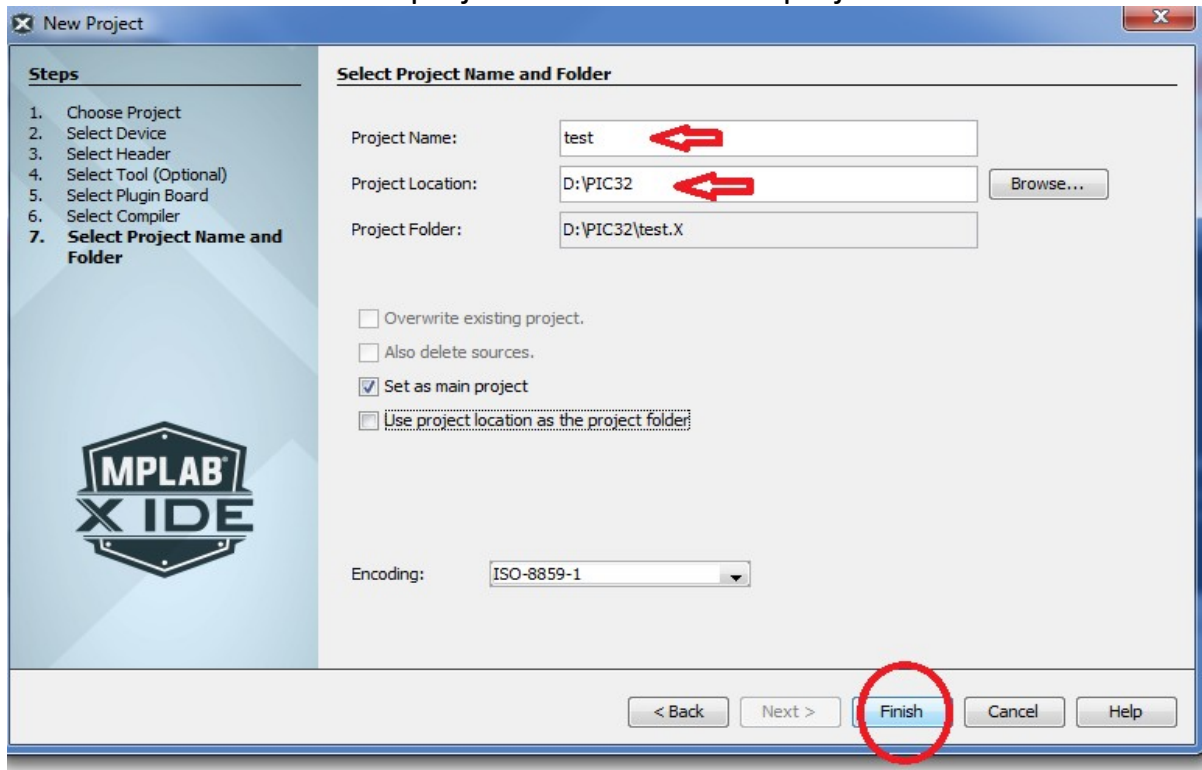 New Project
Steps
1. Choose Project
2. Select Device
3. Select Header
4. Select Tool (Optional)
5. Select Plugin Board
6. Select Compiler
7. Select Project Name and
Folder
MPLAB
X IDE
Select Project Name and Folder
Project Name: test
Project Location: D:\PIC32 Browse...
Project Folder: D:\PIC32\test.X
Overwrite existing project.
Also delete sources.
Set as main project
Use project location as the project folder
Encoding: ISO-8859-1
< Back Next > Finish Cancel Help